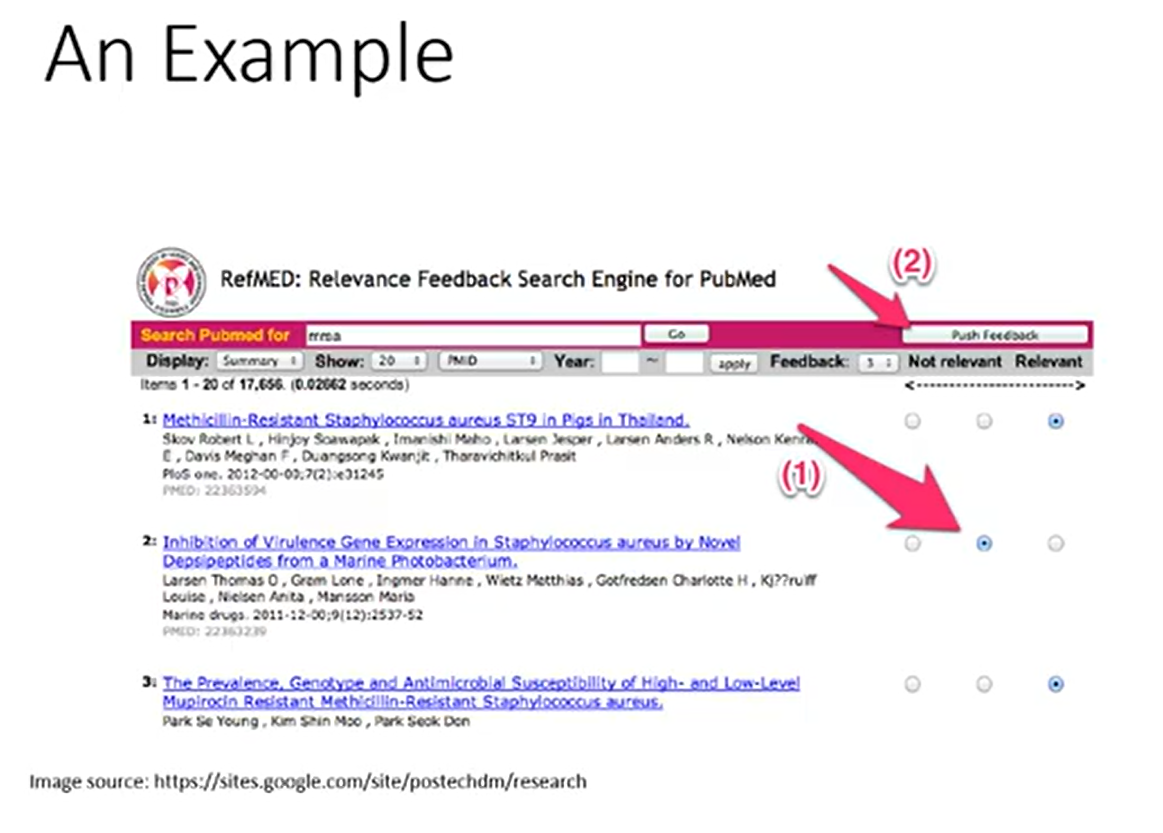 An Example
(2)
RefMED: Relevance Feedback Search Engine for PubMed
Search Pubmed for mrsa Go Push Feedback
Display: Summary Show: 20 PMID Year: ~ apply Feedback: 3 Not relevant Relevant
Items 1 - 20 of 17,656. (0.02662 seconds) <--------------->
1: Methicillin-Resistant Staphylococcus aureus ST9 in Pigs in Thailand.
Skov Robert L , Hinjoy Soawapak , Imanishi Maho , Larsen Jesper , Larsen Anders R , Nelson
E , Davis Meghan F , Duangsong Kwanjit , Tharavichitkul Prasit
(1)
PloS one. 2012-00-00;7(2):e31245
PMID: 22363594
2: Inhibition of Virulence Gene Expression in Staphylococcus aureus by Novel
Depsipeptides from a Marine Photobacterium.
Larsen Thomas O , Gram Lone , Ingmer Hanne , Wietz Matthias , Gotfredsen Charlotte H , Kj??rulff
Louise , Nielsen Anita , Mansson Maria
Marine drugs. 2011-12-00;9(12):2537-52
PMID: 22363239
3: The Prevalence, Genotype and Antimicrobial Susceptibility of High- and Low-Level
Mupirocin Resistant Methicillin-Resistant Staphylococcus aureus.
Park Se Young , Kim Shin Moo , Park Seok Don
Image source: https://sites.google.com/site/postechdm/research